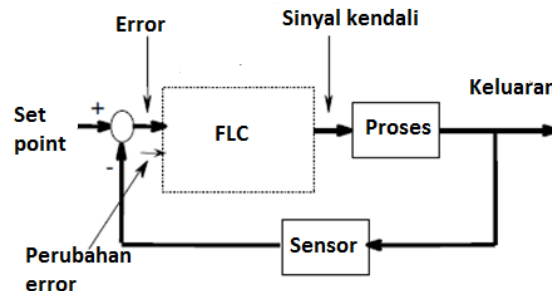 Error
Sinyal kendali
Keluaran
Set
point
+
-
FLC
Proses
Sensor
Perubahan
error